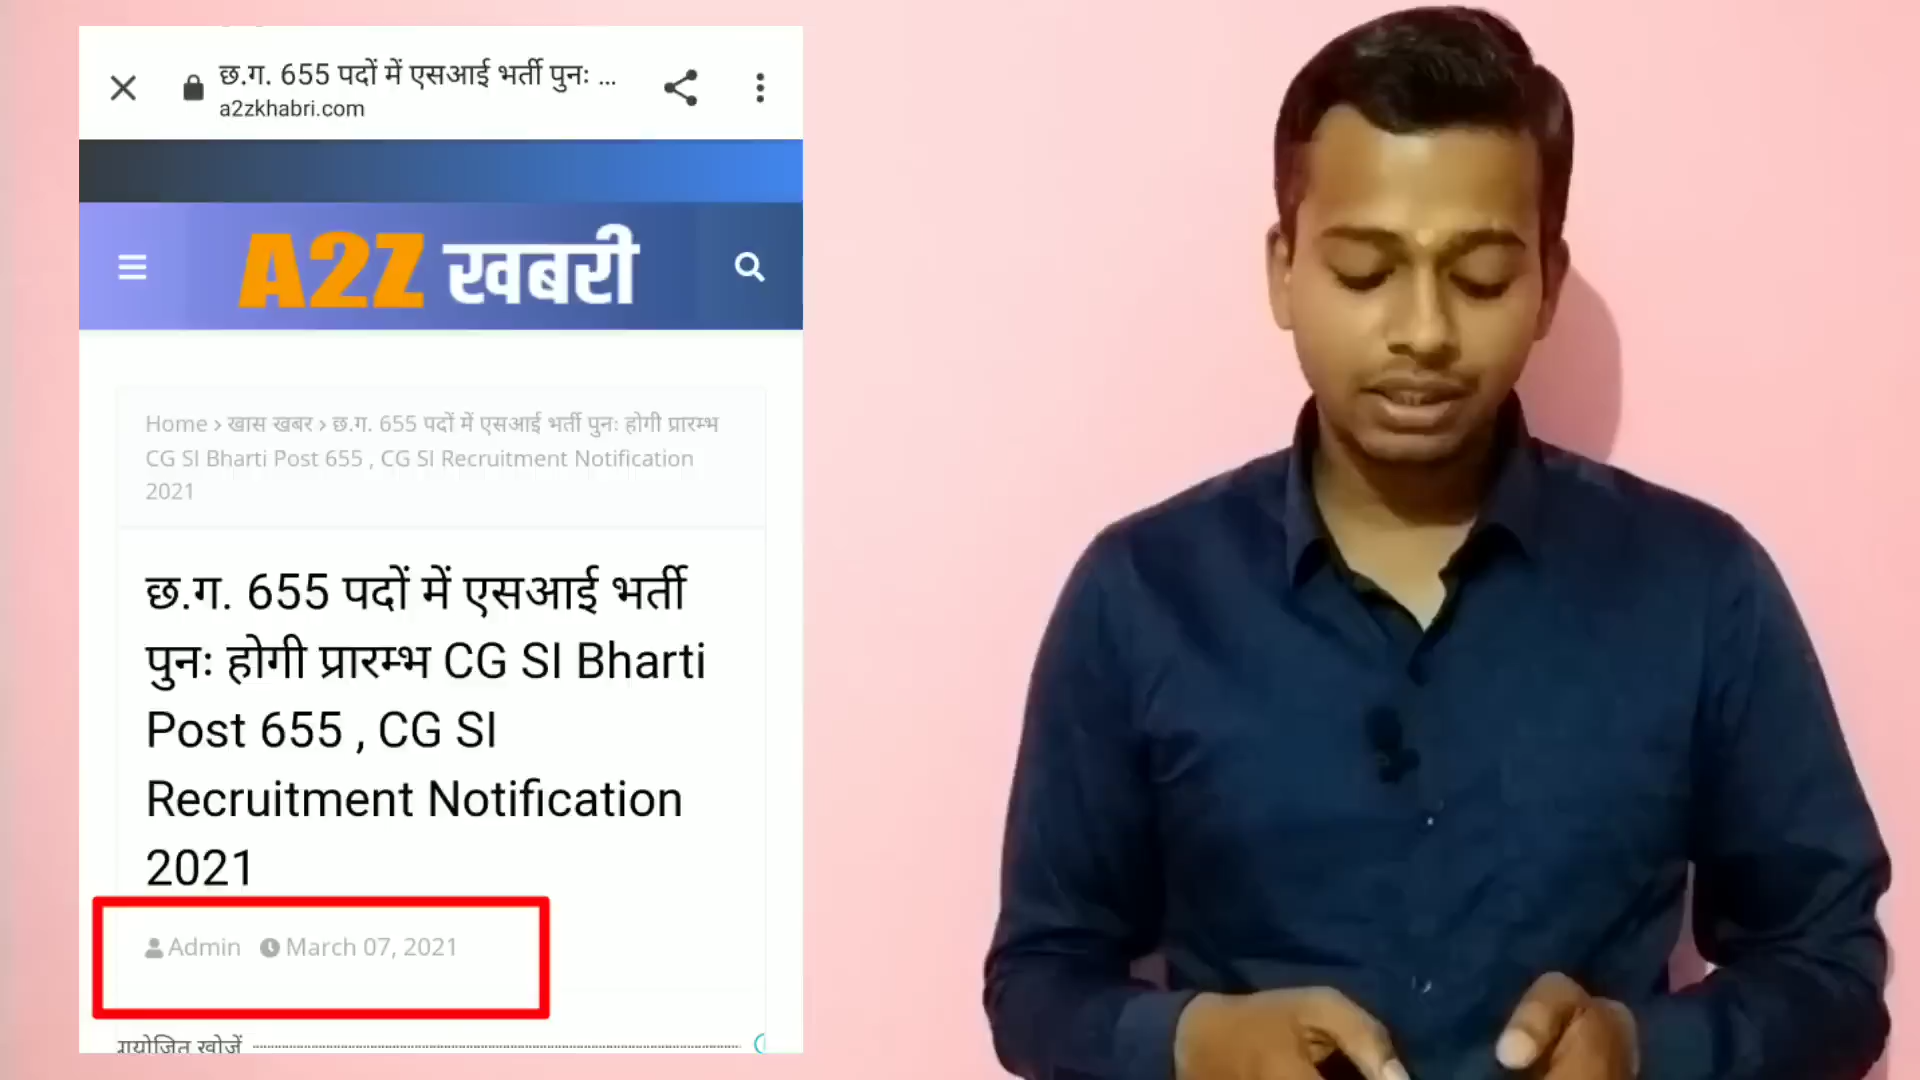 छ.ग. 655 पदों में एसआई भर्ती पुनः ...
a2zkhabri.com
A2Z खबरी
Home › खास खबर › छ.ग. 655 पदों में एसआई भर्ती पुनः होगी प्रारम्भ
CG SI Bharti Post 655 , CG SI Recruitment Notification
2021
छ.ग. 655 पदों में एसआई भर्ती
पुनः होगी प्रारम्भ CG SI Bharti
Post 655 , CG SI
Recruitment Notification
2021
Admin March 07, 2021